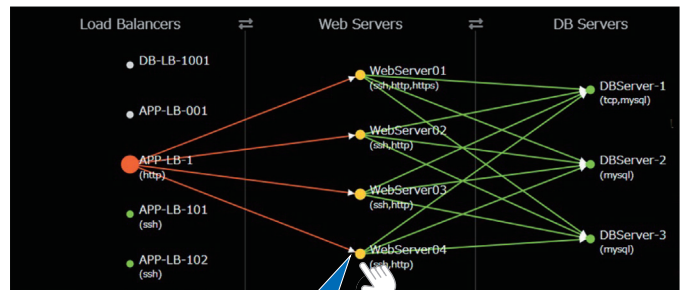 Load Balancers
Web Servers
DB Servers
DB-LB-1001
APP-LB-001
APP-LB-1
(http)
APP-LB-101
(ssh)
APP-LB-102
(ssh)
WebServer01
(ssh,http,https)
WebServer02
(ssh,http)
WebServer03
(ssh,http)
WebServer04
(ssh,http)
DBServer-1
(tcp,mysql)
DBServer-2
(mysql)
DBServer-3
(mysql)